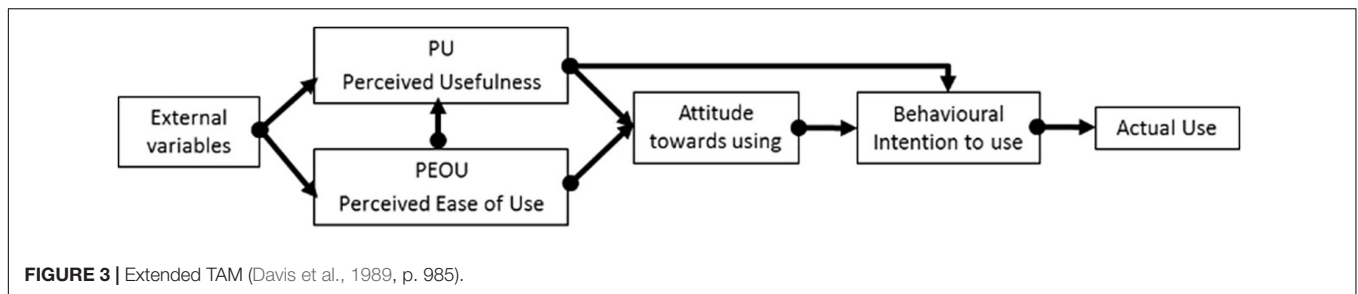 External
variables
PU
Perceived Usefulness
PEOU
Perceived Ease of Use
Attitude
towards using
Behavioural
Intention to use
Actual Use
FIGURE 3 | Extended TAM (Davis et al., 1989, p. 985).